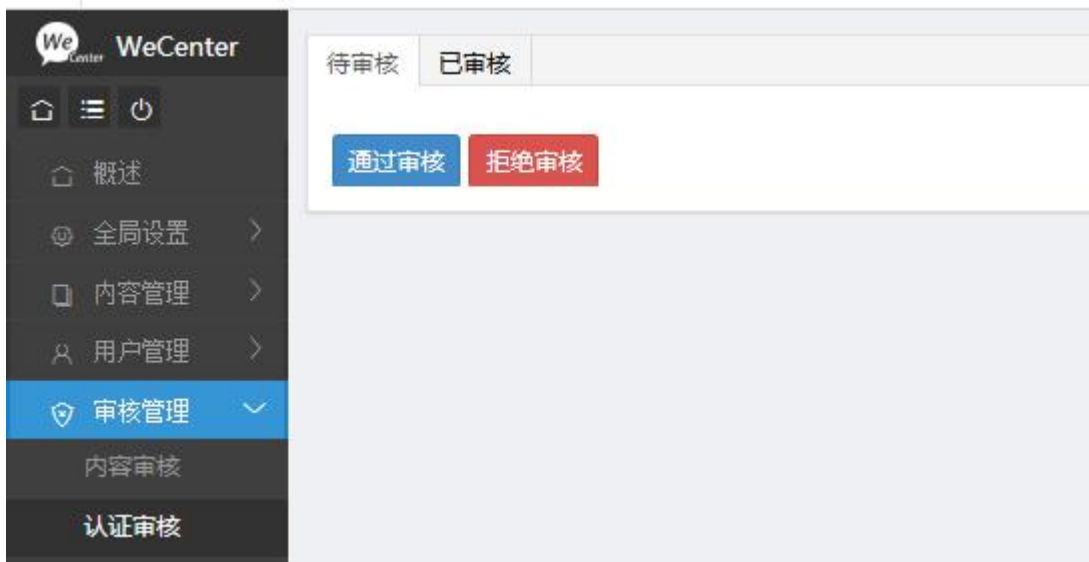 We Center WeCenter
待审核 已审核
通过审核 拒绝审核
概述
全局设置
内容管理
用户管理
审核管理
内容审核
认证审核